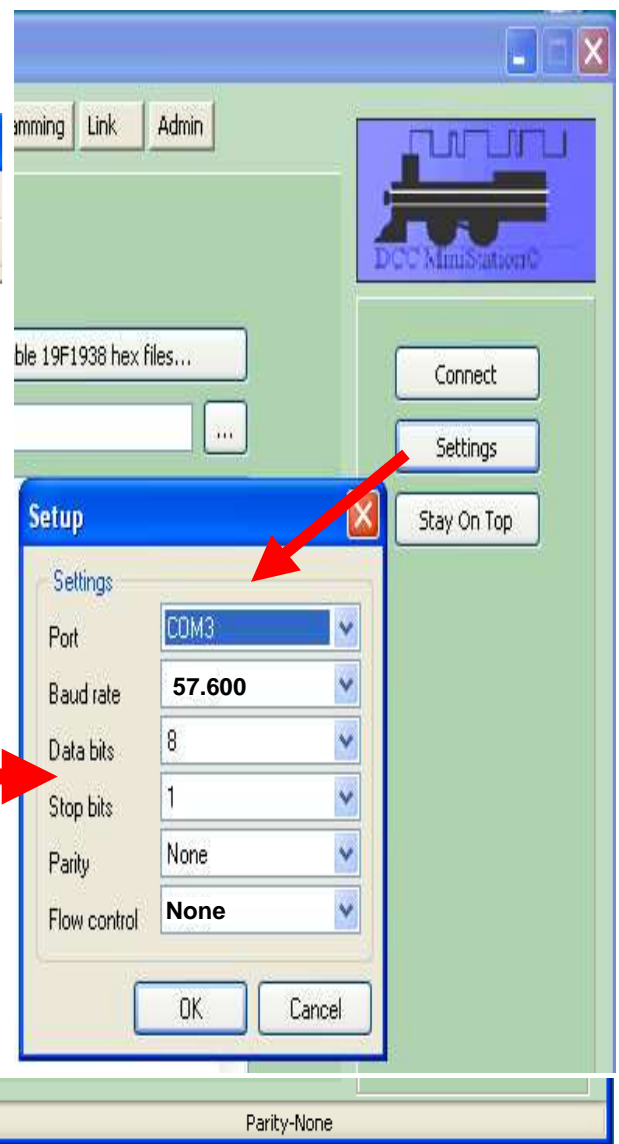 amming Link Admin
DCC MiniStation©
ble 19F1938 hex files...
...
Connect
Settings
Stay On Top
Setup
Settings
Port COM3
Baud rate 57.600
Data bits 8
Stop bits 1
Parity None
Flow control None
OK Cancel
Parity-None